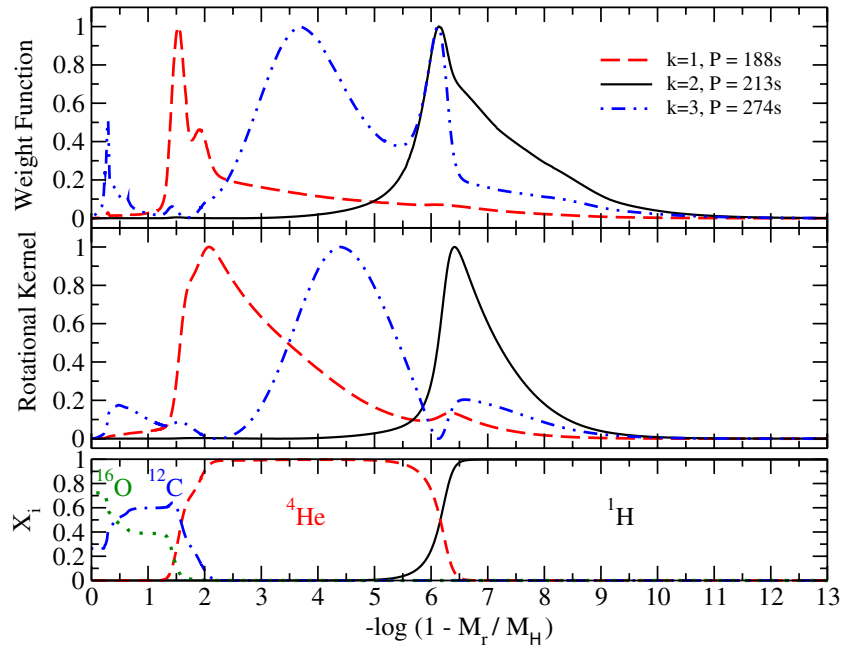 Weight Function
1
0.8
0.6
0.4
0.2
0
k=1, P = 188s
k=2, P = 213s
k=3, P = 274s
Rotational Kernel
1
0.8
0.6
0.4
0.2
0
X_i
1
0.8
0.6
0.4
0.2
0
^16O
^12C
^4He
^1H
0 1 2 3 4 5 6 7 8 9 10 11 12 13
-log (1 - M_r / M_H)